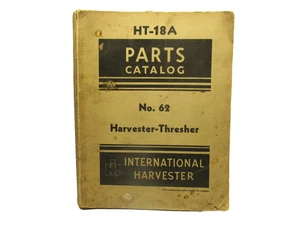 HT-18A
PARTS
CATALOG
No. 62
Harvester-Thresher
INTERNATIONAL
HARVESTER